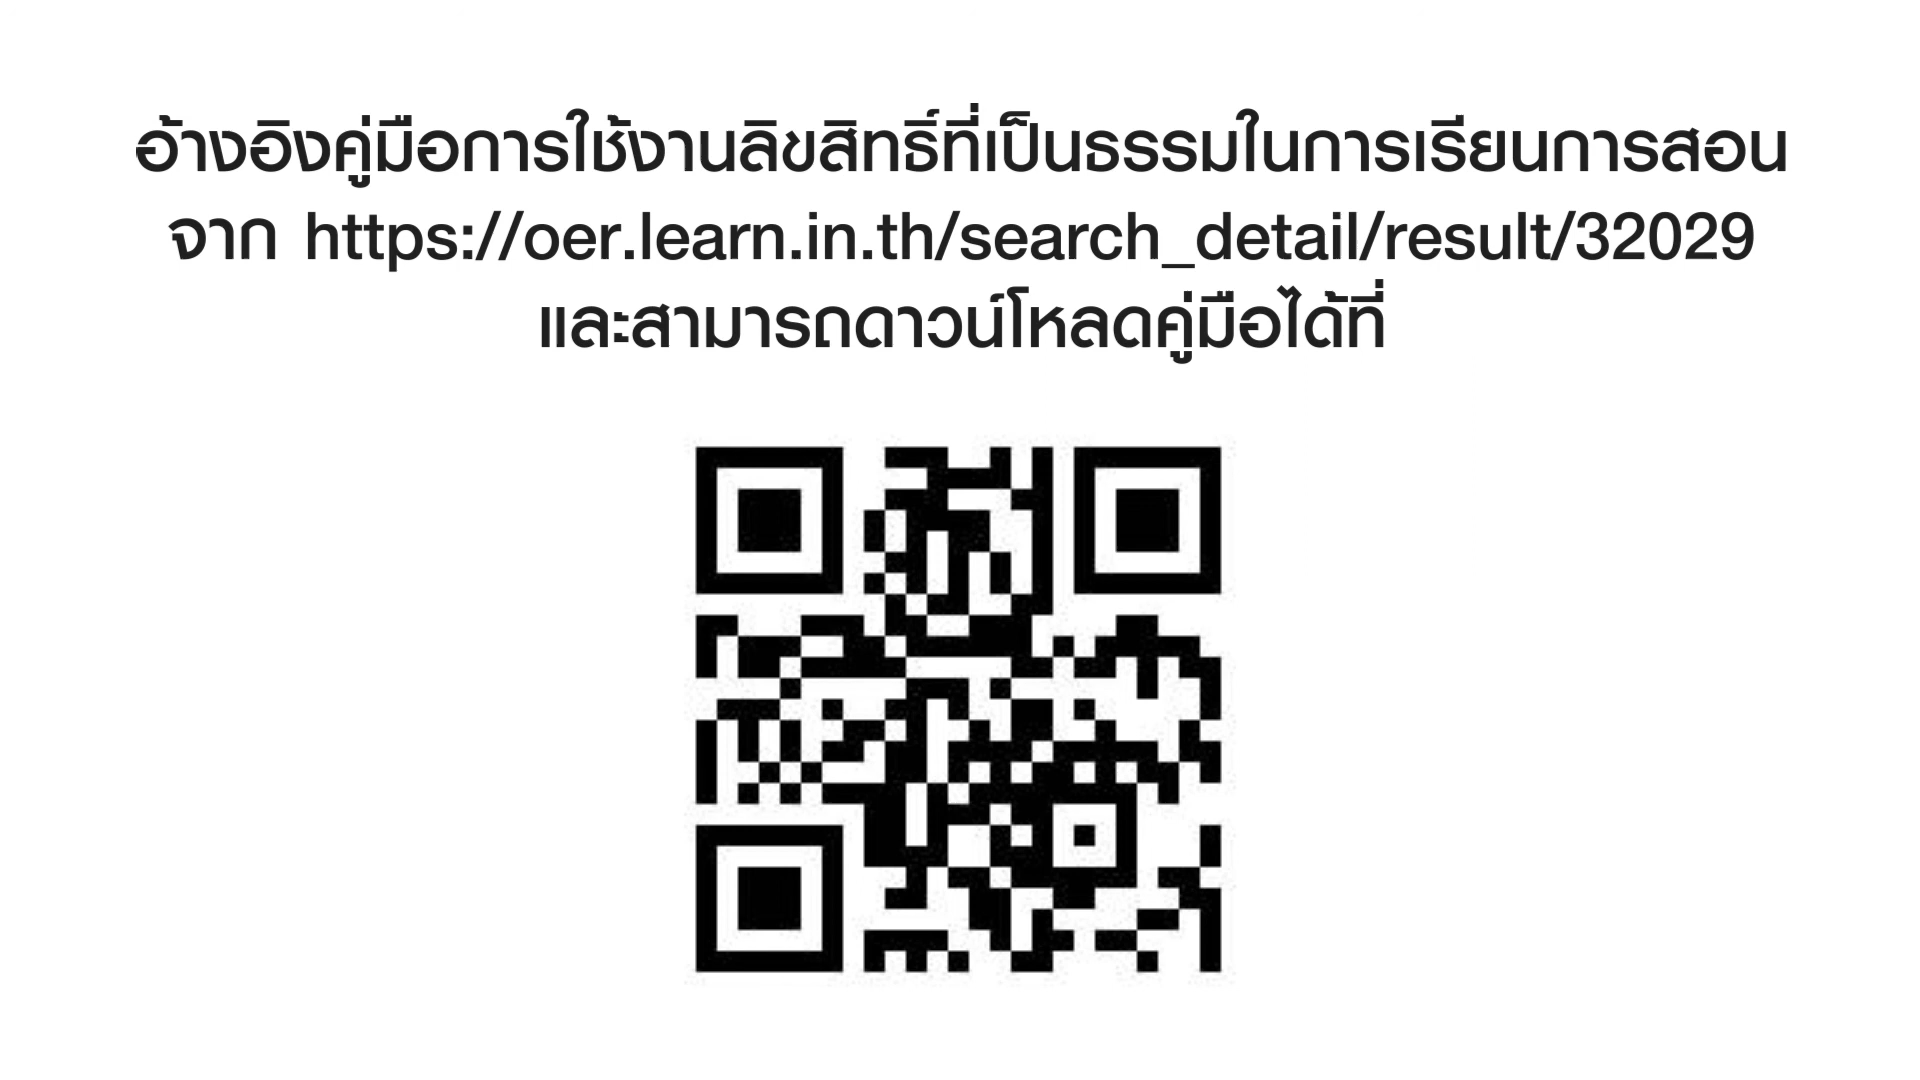 อ้างอิงคู่มือการใช้งานลิขสิทธิ์ที่เป็นธรรมในการเรียนการสอน
จาก https://oer.learn.in.th/search_detail/result/32029
และสามารถดาวน์โหลดคู่มือได้ที่